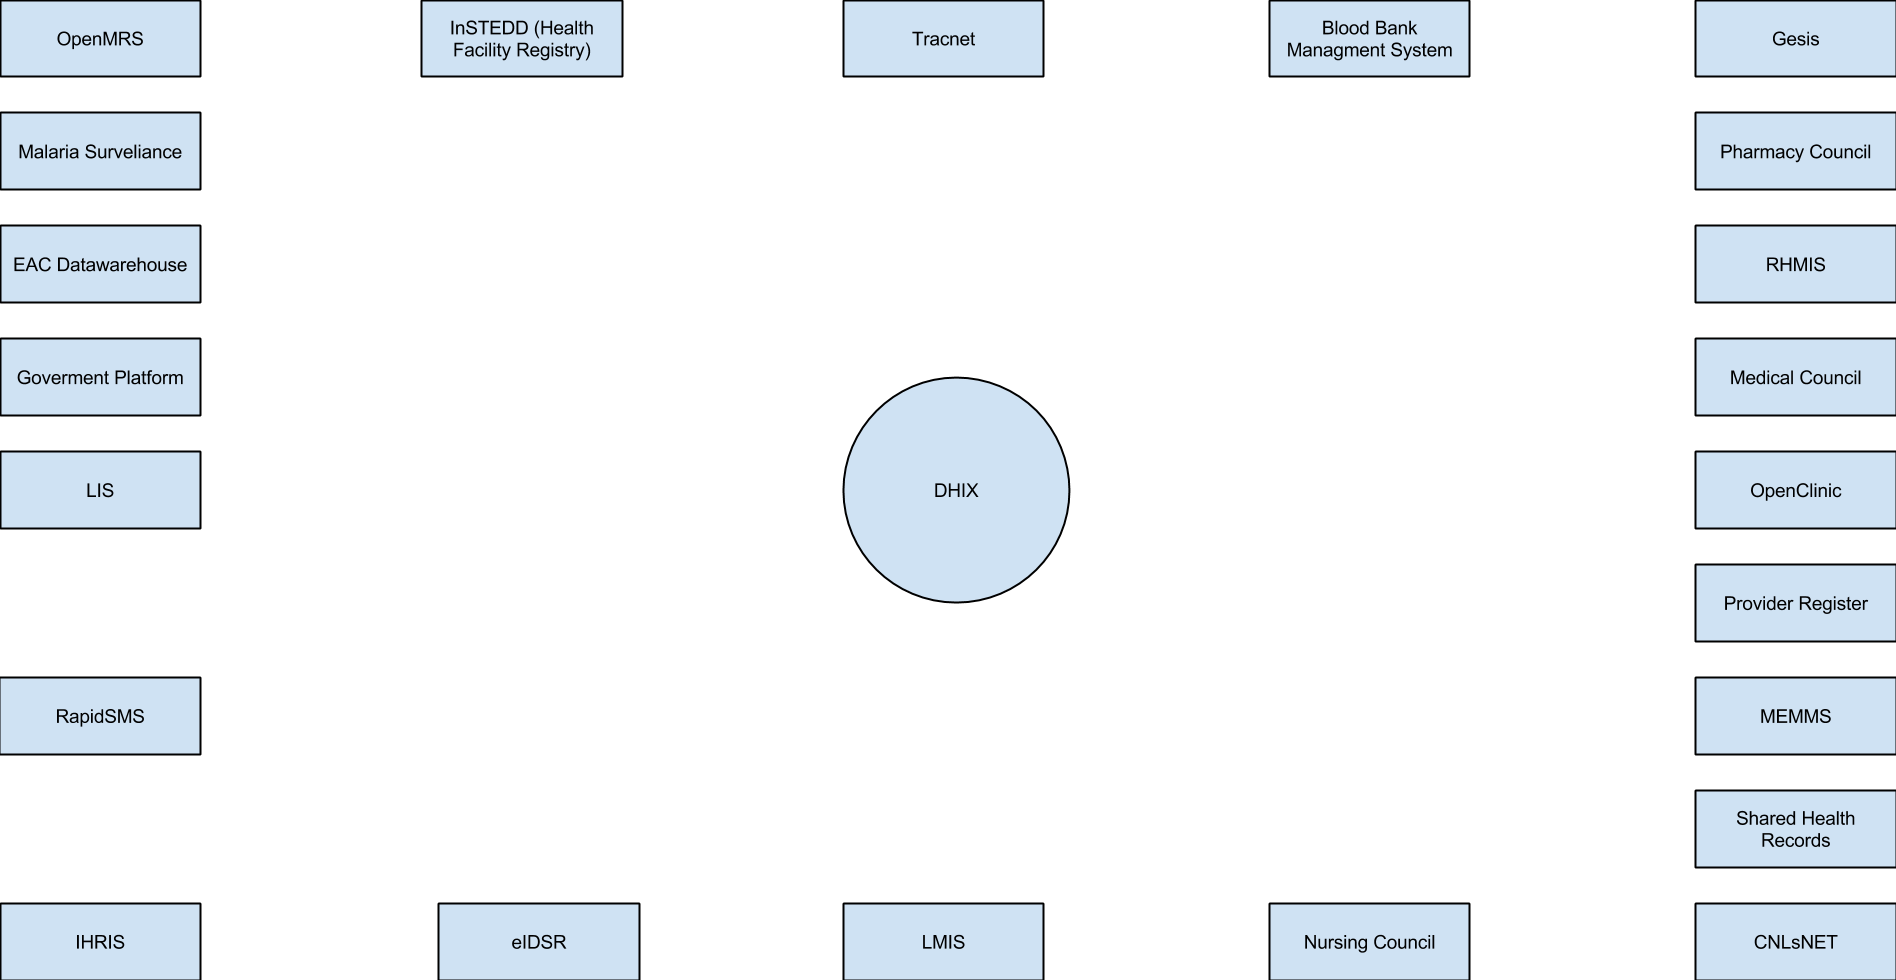 OpenMRS
InSTEDD (Health
Facility Registry)
Tracnet
Blood Bank
Managment System
Gesis
Malaria Surveliance
Pharmacy Council
EAC Datawarehouse
RHMIS
Goverment Platform
Medical Council
LIS
DHIX
OpenClinic
Provider Register
RapidSMS
MEMMS
Shared Health
Records
IHRIS
eIDSR
LMIS
Nursing Council
CNLsNET